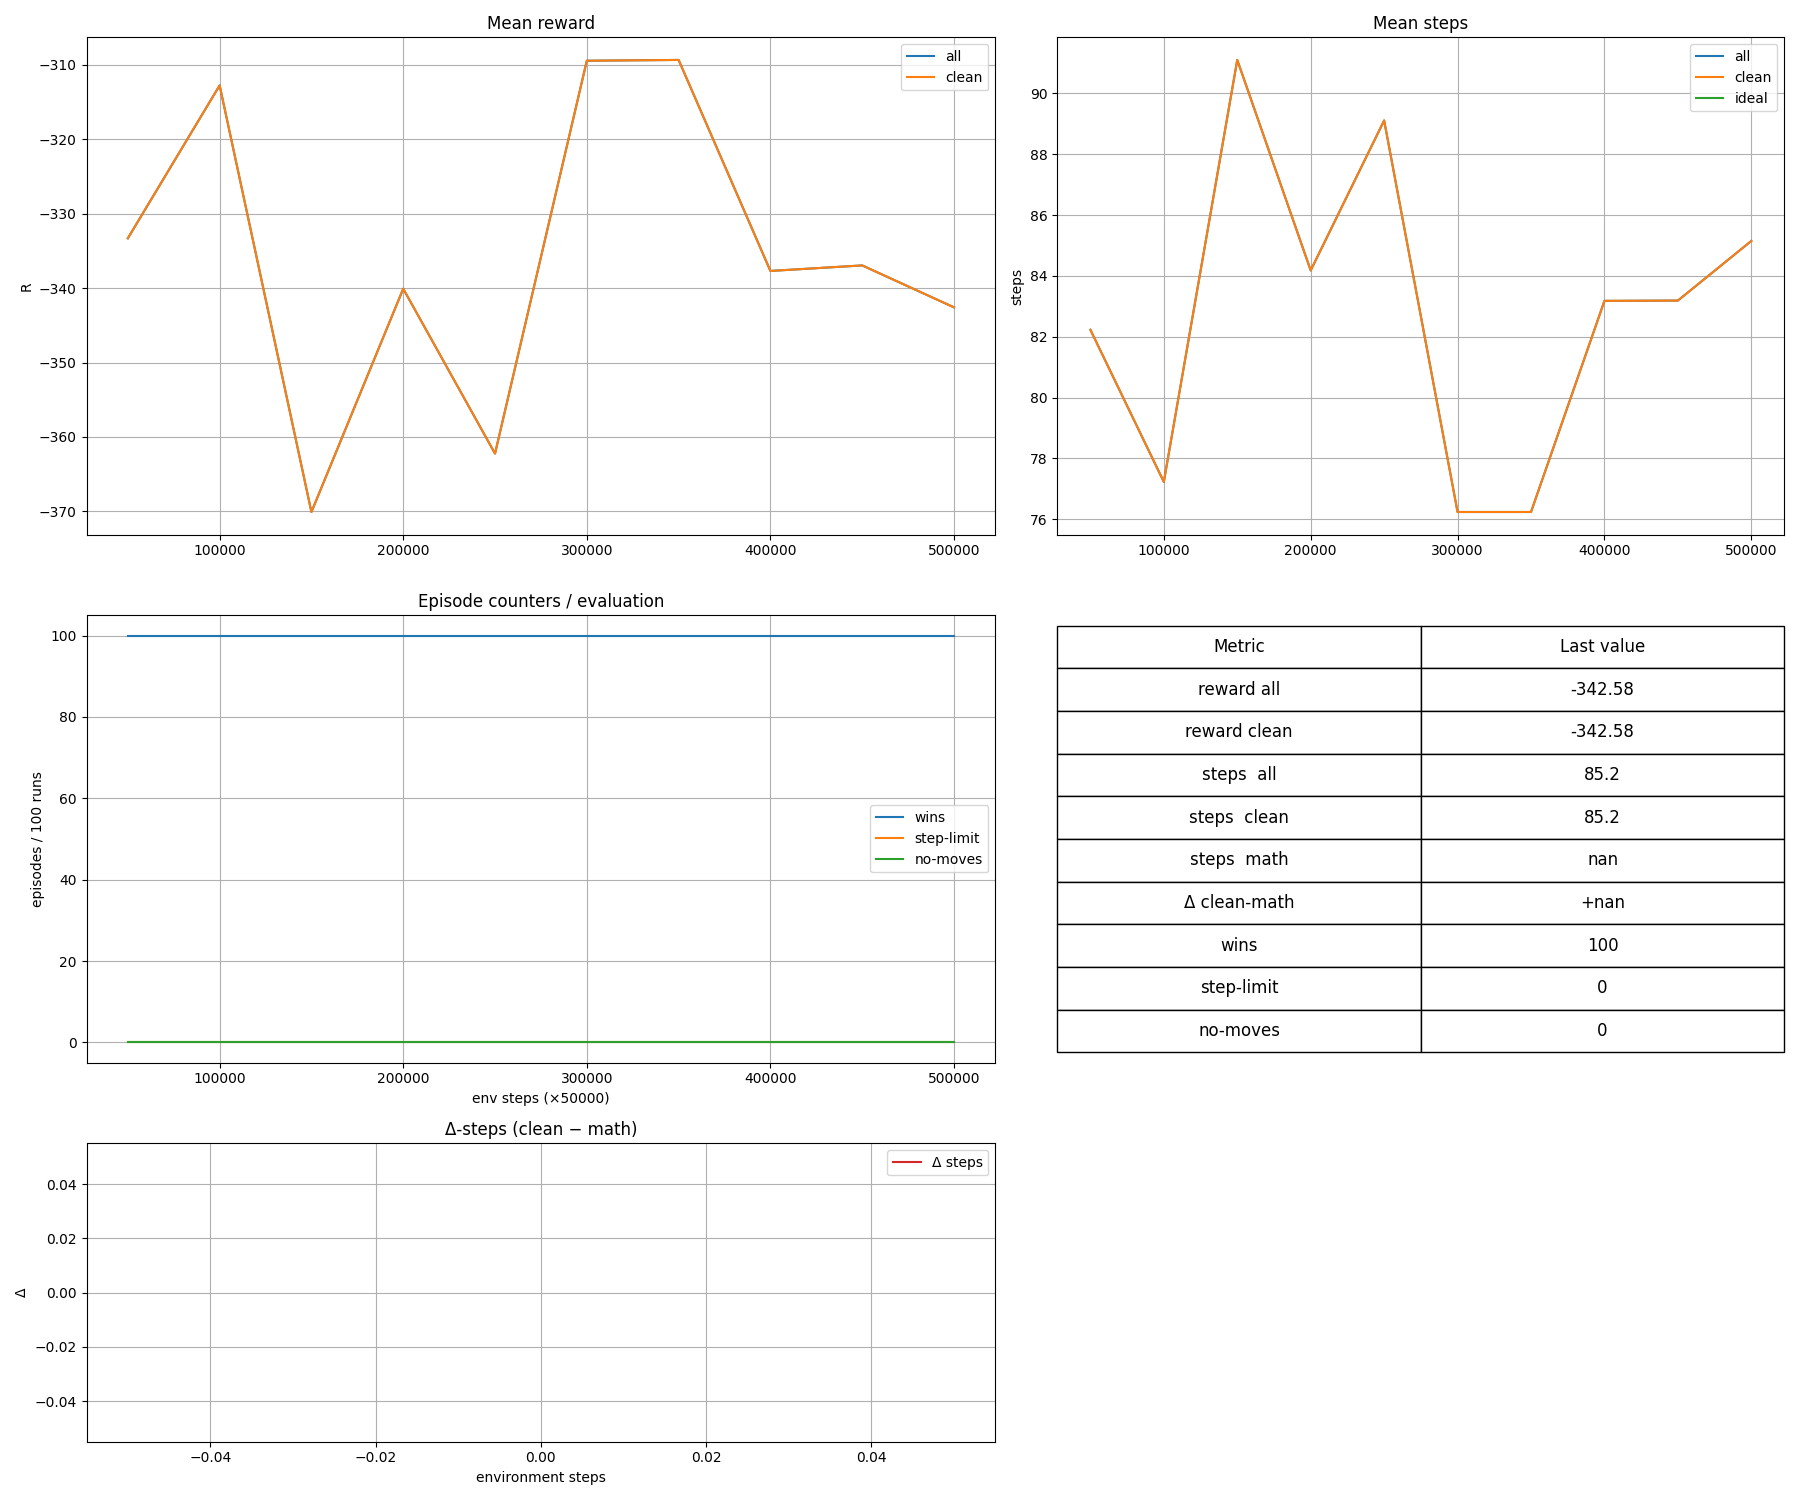 Mean reward
−310
−320
−330
−340
−350
−360
−370
R
all
clean
100000 200000 300000 400000 500000
Mean steps
90
88
86
84
82
80
78
76
steps
all
clean
ideal
100000 200000 300000 400000 500000
Episode counters / evaluation
100
80
60
40
20
0
episodes / 100 runs
wins
step-limit
no-moves
100000 200000 300000 400000 500000
env steps (×50000)
Metric Last value
reward all -342.58
reward clean -342.58
steps all 85.2
steps clean 85.2
steps math nan
Δ clean-math +nan
wins 100
step-limit 0
no-moves 0
Δ-steps (clean − math)
0.04
0.02
0.00
−0.02
−0.04
Δ
Δ steps
−0.04 −0.02 0.00 0.02 0.04
environment steps